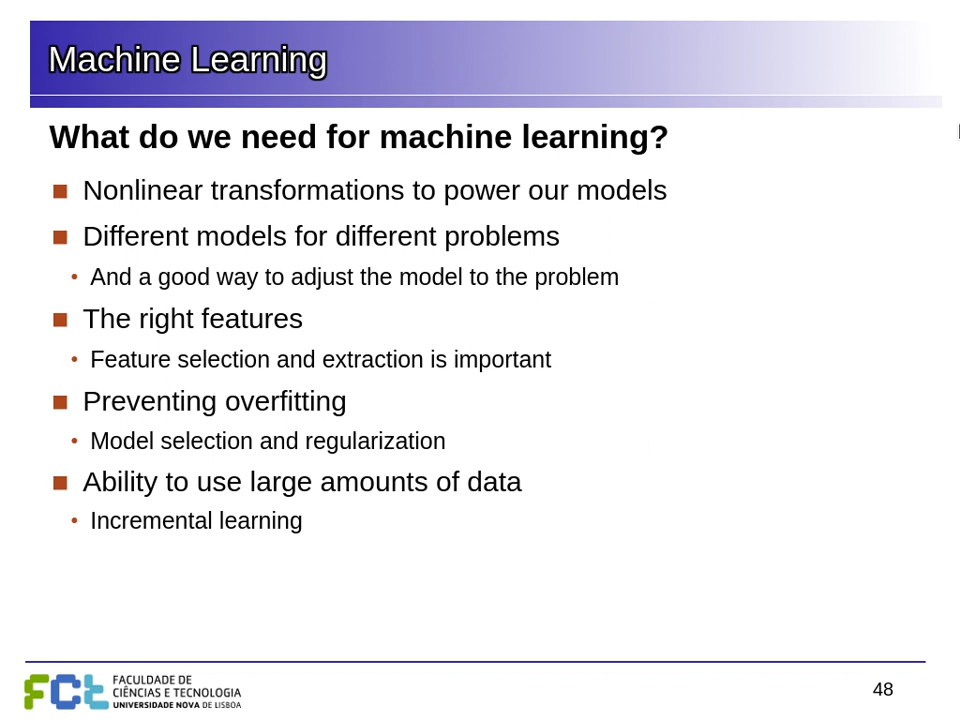 Machine Learning
What do we need for machine learning?
■ Nonlinear transformations to power our models
■ Different models for different problems
• And a good way to adjust the model to the problem
■ The right features
• Feature selection and extraction is important
■ Preventing overfitting
• Model selection and regularization
■ Ability to use large amounts of data
• Incremental learning
FCt
FACULDADE DE
CIÊNCIAS E TECNOLOGIA
UNIVERSIDADE NOVA DE LISBOA
48